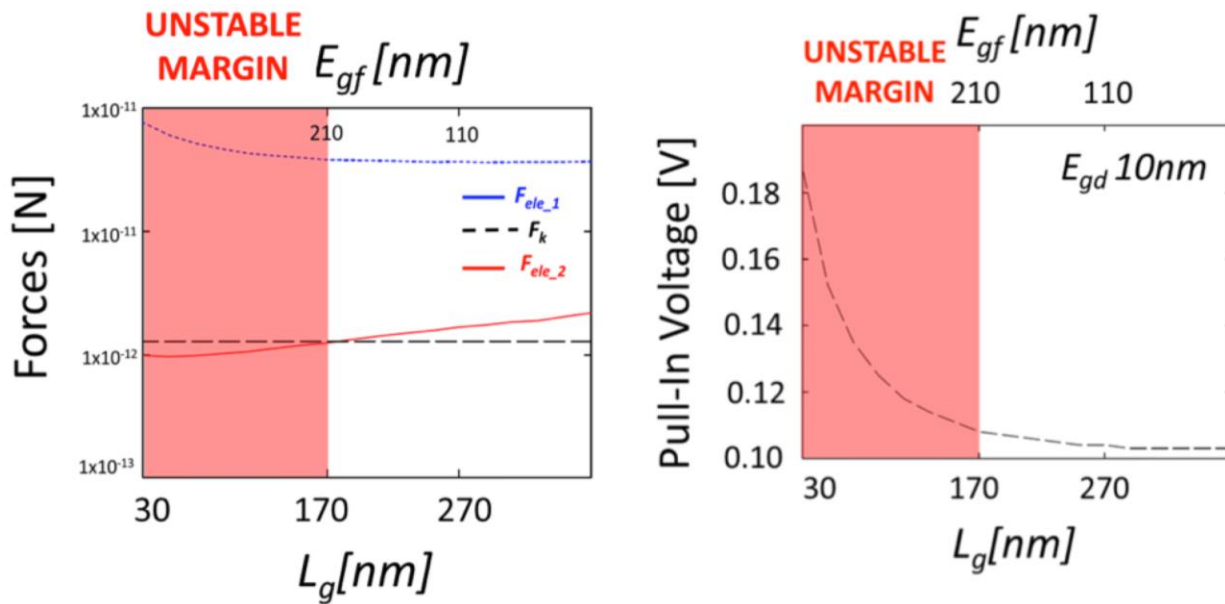 UNSTABLE
MARGIN
E_gf [nm]
1x10^-11
210
110
F_ele_1
1x10^-11
F_k
F_ele_2
1x10^-12
1x10^-13
Forces [N]
30
170
270
L_g[nm]
UNSTABLE
MARGIN
E_gf [nm]
210
110
E_gd 10nm
0.18
0.16
0.14
0.12
0.10
Pull-In Voltage [V]
30
170
270
L_g[nm]